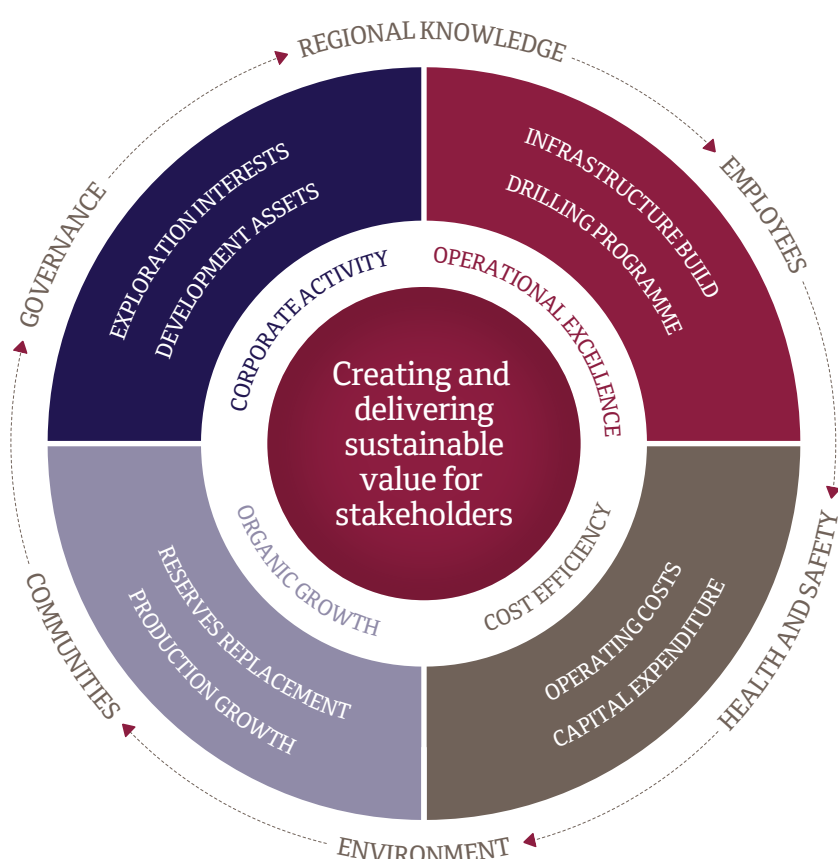 REGIONAL KNOWLEDGE
EMPLOYEES
HEALTH AND SAFETY
ENVIRONMENT
COMMUNITIES
GOVERNANCE
EXPLORATION INTERESTS
DEVELOPMENT ASSETS
CORPORATE ACTIVITY
INFRASTRUCTURE BUILD
DRILLING PROGRAMME
OPERATIONAL EXCELLENCE
Creating and
delivering
sustainable
value for
stakeholders
ORGANIC GROWTH
RESERVES REPLACEMENT
PRODUCTION GROWTH
COST EFFICIENCY
OPERATING COSTS
CAPITAL EXPENDITURE